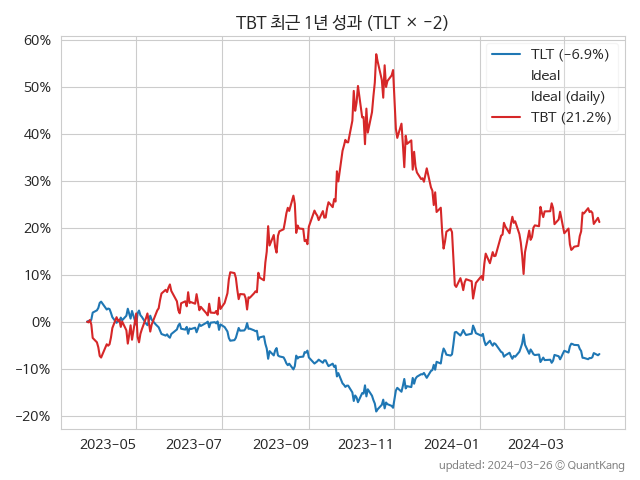 TBT 최근 1년 성과 (TLT × −2)
60%
50%
40%
30%
20%
10%
0%
−10%
−20%
TLT (−6.9%)
Ideal
Ideal (daily)
TBT (21.2%)
2023−05
2023−07
2023−09
2023−11
2024−01
2024−03
updated: 2024-03-26 © QuantKang